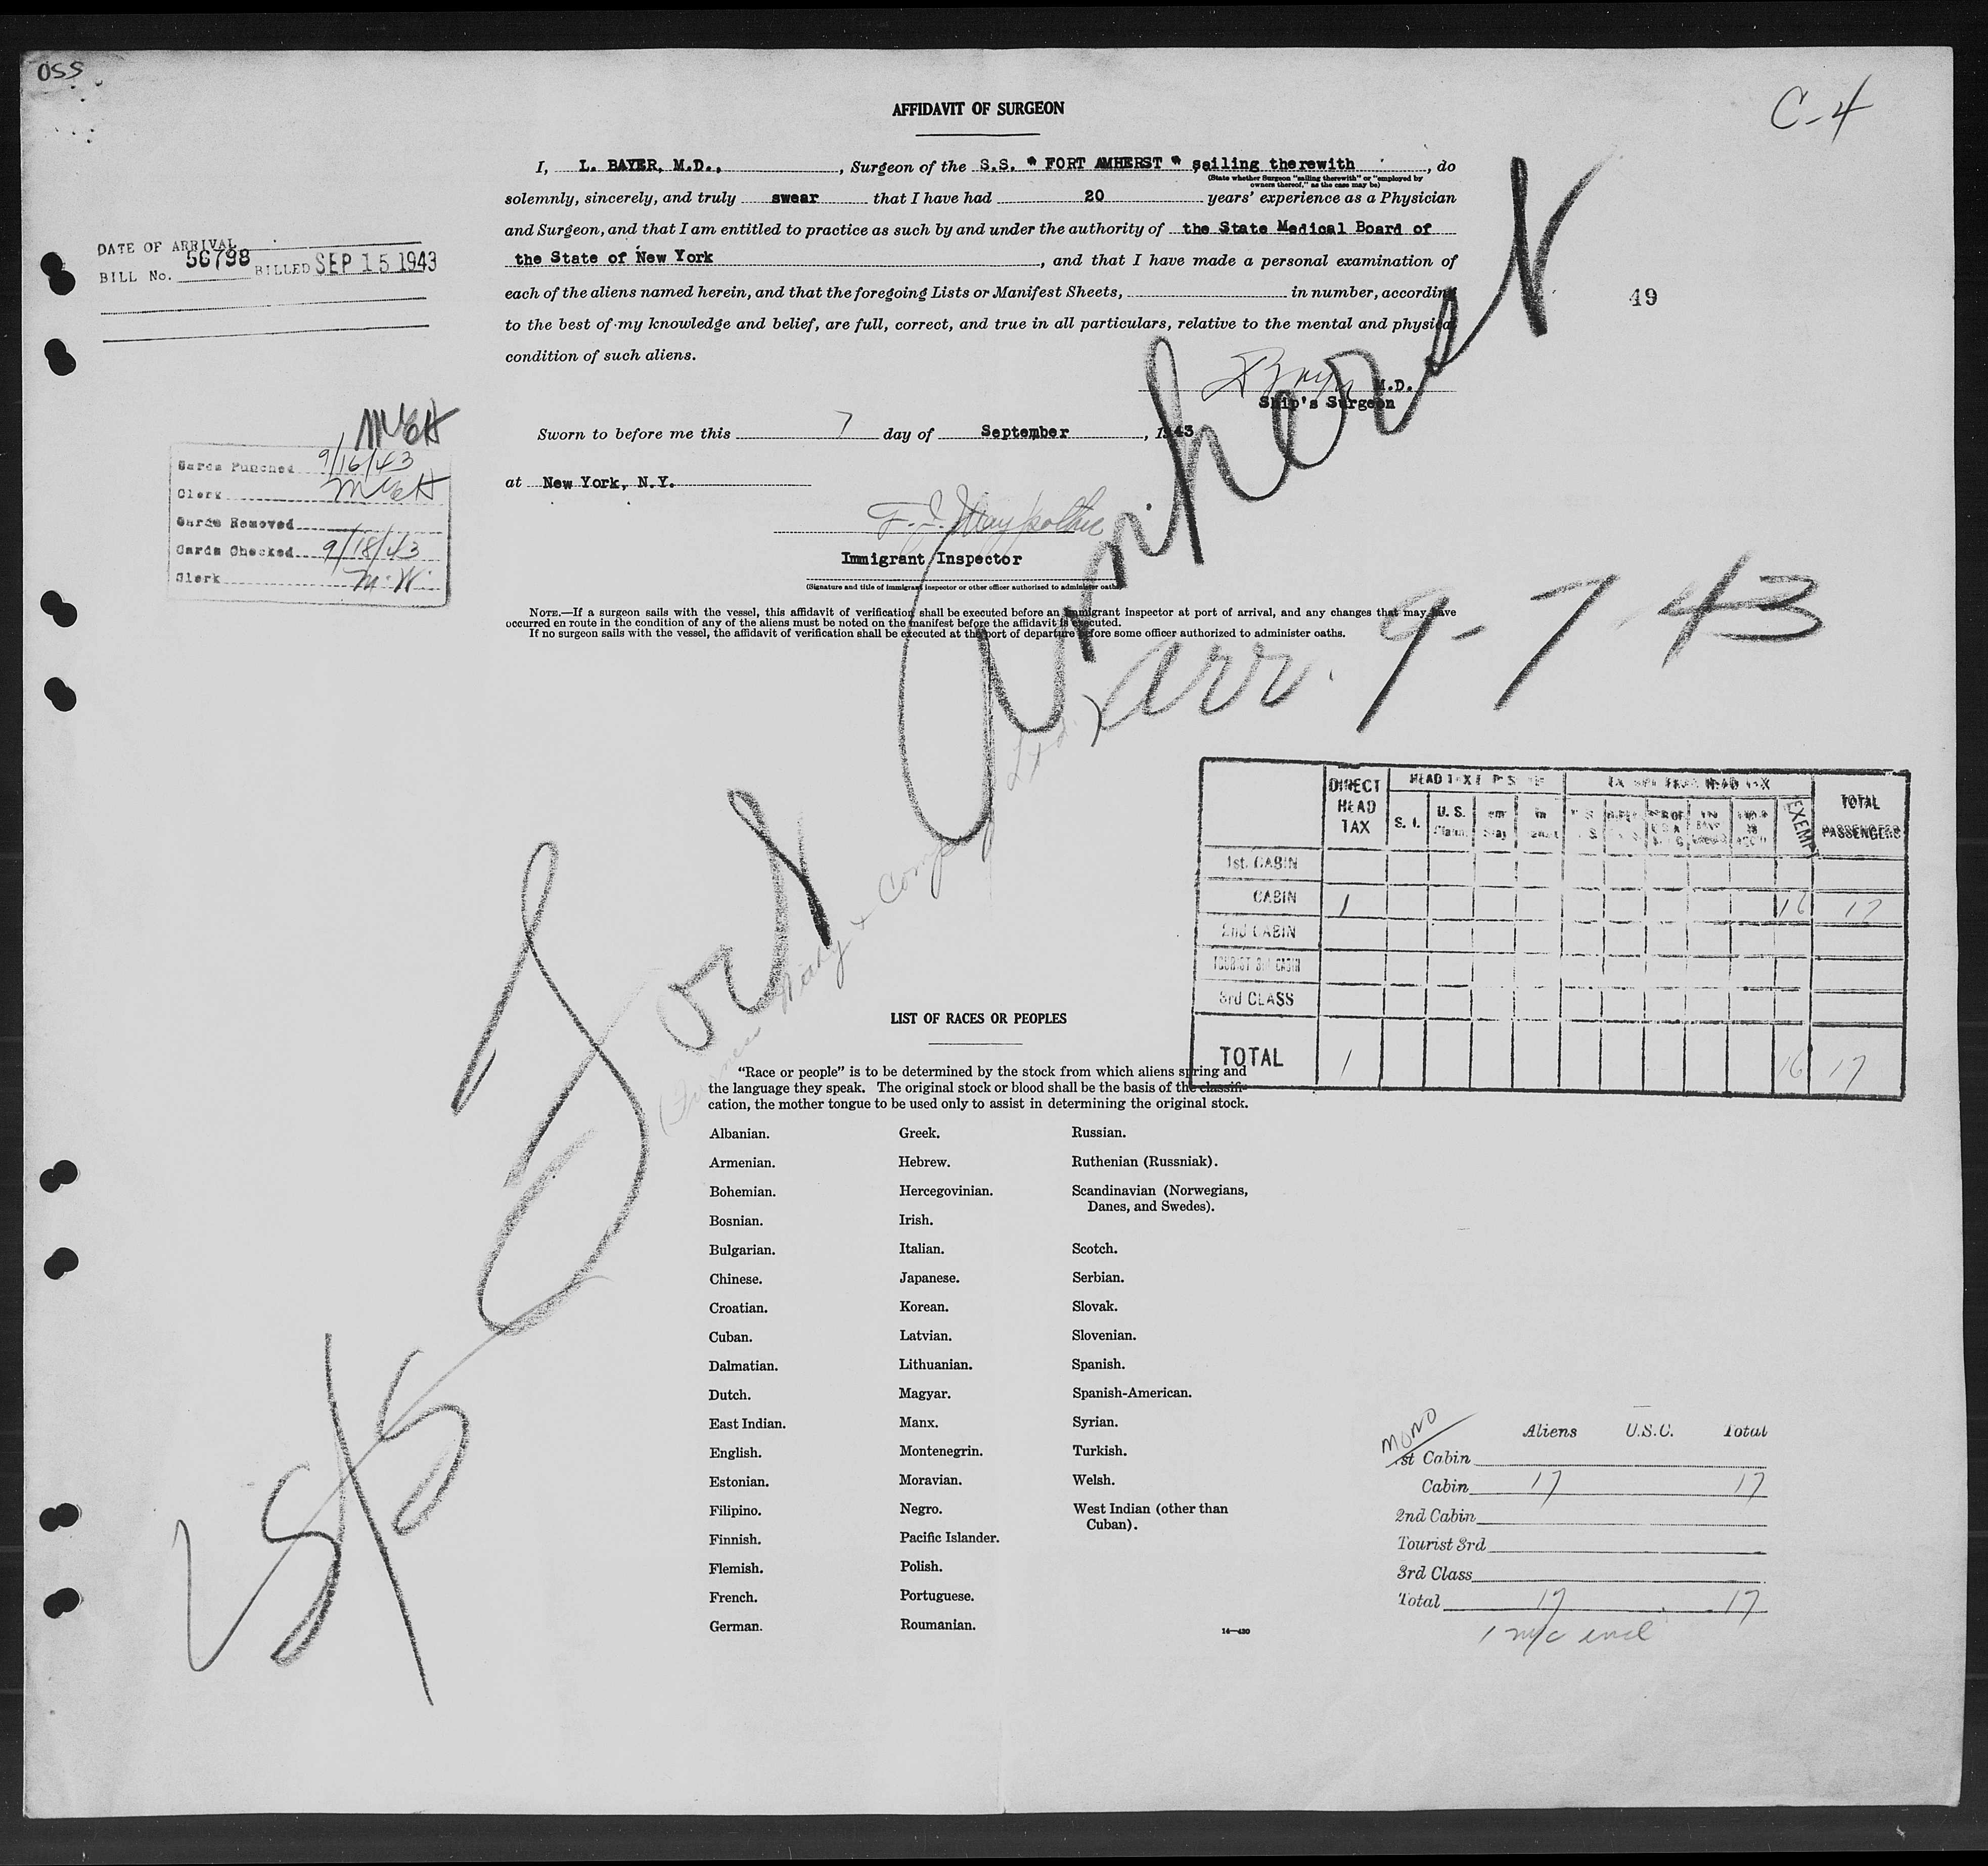 OSS
C-4
AFFIDAVIT OF SURGEON
I, L. BAYER, M.D., , Surgeon of the S.S. " FORT AMHERST " sailing therewith , do
(State whether Surgeon "sailing therewith" or "employed by
owners thereof," as the case may be)
solemnly, sincerely, and truly swear that I have had 20 years' experience as a Physician
and Surgeon, and that I am entitled to practice as such by and under the authority of the State Medical Board of
the State of New York , and that I have made a personal examination of
each of the aliens named herein, and that the foregoing Lists or Manifest Sheets, in number, according
to the best of my knowledge and belief, are full, correct, and true in all particulars, relative to the mental and physical
condition of such aliens.
DATE OF ARRIVAL
BILL No. 56798 BILLED SEP 15 1943
49
M.D.
Ship's Surgeon
Sworn to before me this 7 day of September , 1943
at New York, N.Y.
Immigrant Inspector
(Signature and title of immigrant inspector or other officer authorized to administer oaths)
Cards Punched 9/16/43
Clerk
Cards Removed
Cards Checked 9/18/43
Clerk M.W.
NOTE.—If a surgeon sails with the vessel, this affidavit of verification shall be executed before an immigrant inspector at port of arrival, and any changes that may have
occurred en route in the condition of any of the aliens must be noted on the manifest before the affidavit is executed.
If no surgeon sails with the vessel, the affidavit of verification shall be executed at the port of departure before some officer authorized to administer oaths.
S/S Fort Amherst
arr. 9-7-43
DIRECT HEAD TAX
S. I.
U. S.
EXEMPT
TOTAL PASSENGERS
1st. CABIN
CABIN 1 16 17
2nd CABIN
TOURIST 3rd CABIN
3rd CLASS
TOTAL 1 16 17
LIST OF RACES OR PEOPLES
"Race or people" is to be determined by the stock from which aliens spring and
the language they speak. The original stock or blood shall be the basis of the classifi-
cation, the mother tongue to be used only to assist in determining the original stock.
Albanian.
Armenian.
Bohemian.
Bosnian.
Bulgarian.
Chinese.
Croatian.
Cuban.
Dalmatian.
Dutch.
East Indian.
English.
Estonian.
Filipino.
Finnish.
Flemish.
French.
German.
Greek.
Hebrew.
Hercegovinian.
Irish.
Italian.
Japanese.
Korean.
Latvian.
Lithuanian.
Magyar.
Manx.
Montenegrin.
Moravian.
Negro.
Pacific Islander.
Polish.
Portuguese.
Roumanian.
Russian.
Ruthenian (Russniak).
Scandinavian (Norwegians,
Danes, and Swedes).
Scotch.
Serbian.
Slovak.
Slovenian.
Spanish.
Spanish-American.
Syrian.
Turkish.
Welsh.
West Indian (other than
Cuban).
14—430
MONO
Aliens U.S.C. Total
1st Cabin
Cabin 17 17
2nd Cabin
Tourist 3rd
3rd Class
Total 17 17